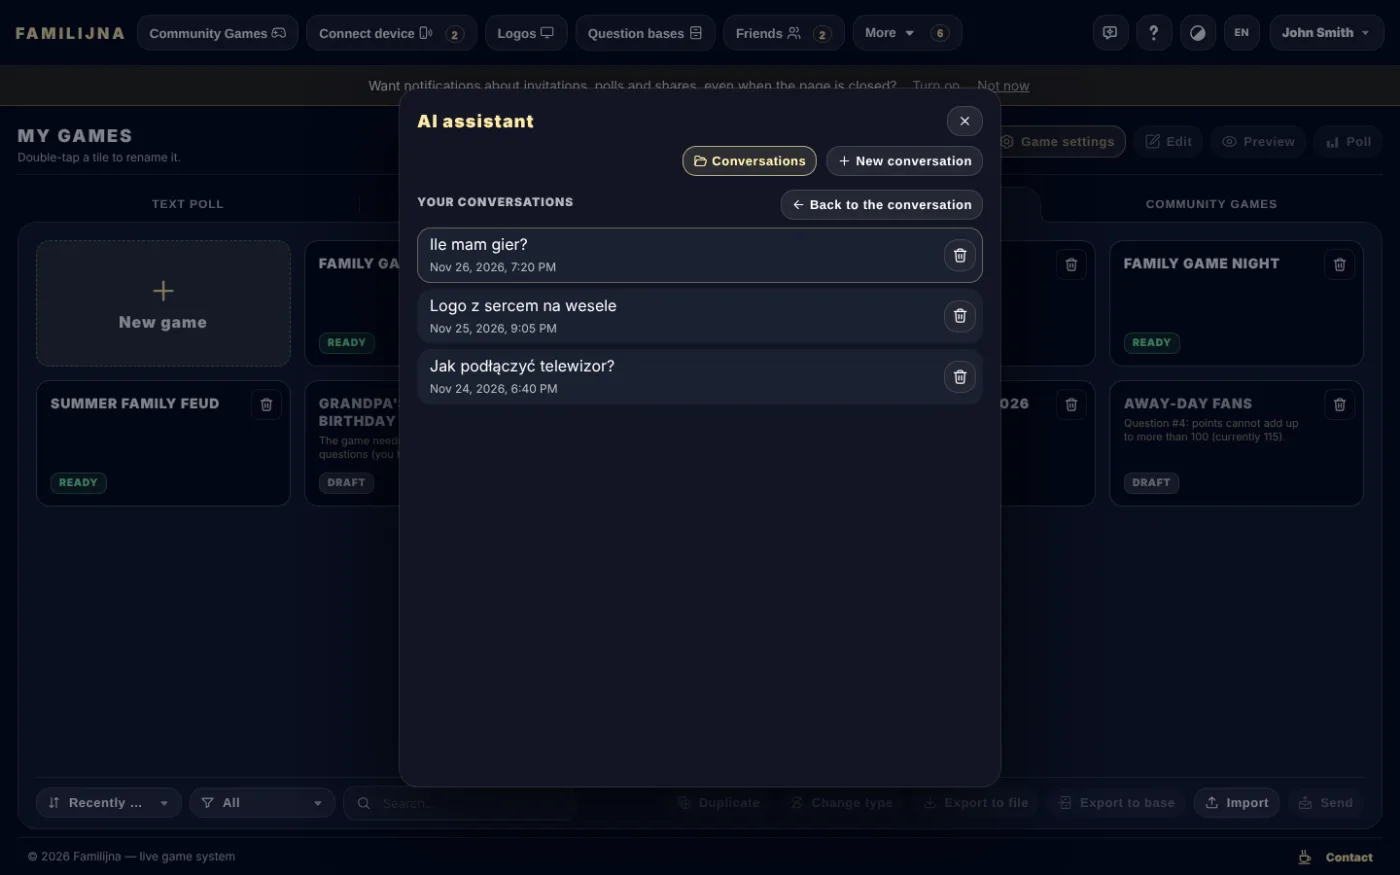 FAMILIJNA
Community Games
Connect device 2
Logos
Question bases
Friends 2
More 6
?
EN
John Smith
Want notifications about invitations, polls and shares, even when the page is closed? Turn on Not now
AI assistant
MY GAMES
Double-tap a tile to rename it.
Game settings
Edit
Preview
Poll
Conversations
New conversation
YOUR CONVERSATIONS
Back to the conversation
TEXT POLL
COMMUNITY GAMES
Ile mam gier?
Nov 26, 2026, 7:20 PM
Logo z sercem na wesele
Nov 25, 2026, 9:05 PM
Jak podłączyć telewizor?
Nov 24, 2026, 6:40 PM
New game
FAMILY
READY
FAMILY GAME NIGHT
READY
SUMMER FAMILY FEUD
READY
GRANDPA'S
BIRTHDAY
The game
questions (you
DRAFT
AWAY-DAY FANS
Question #4: points cannot add up
to more than 100 (currently 115).
DRAFT
Recently ...
All
Search...
Duplicate
Change type
Export to file
Export to base
Import
Send
© 2026 Familijna — live game system
Contact